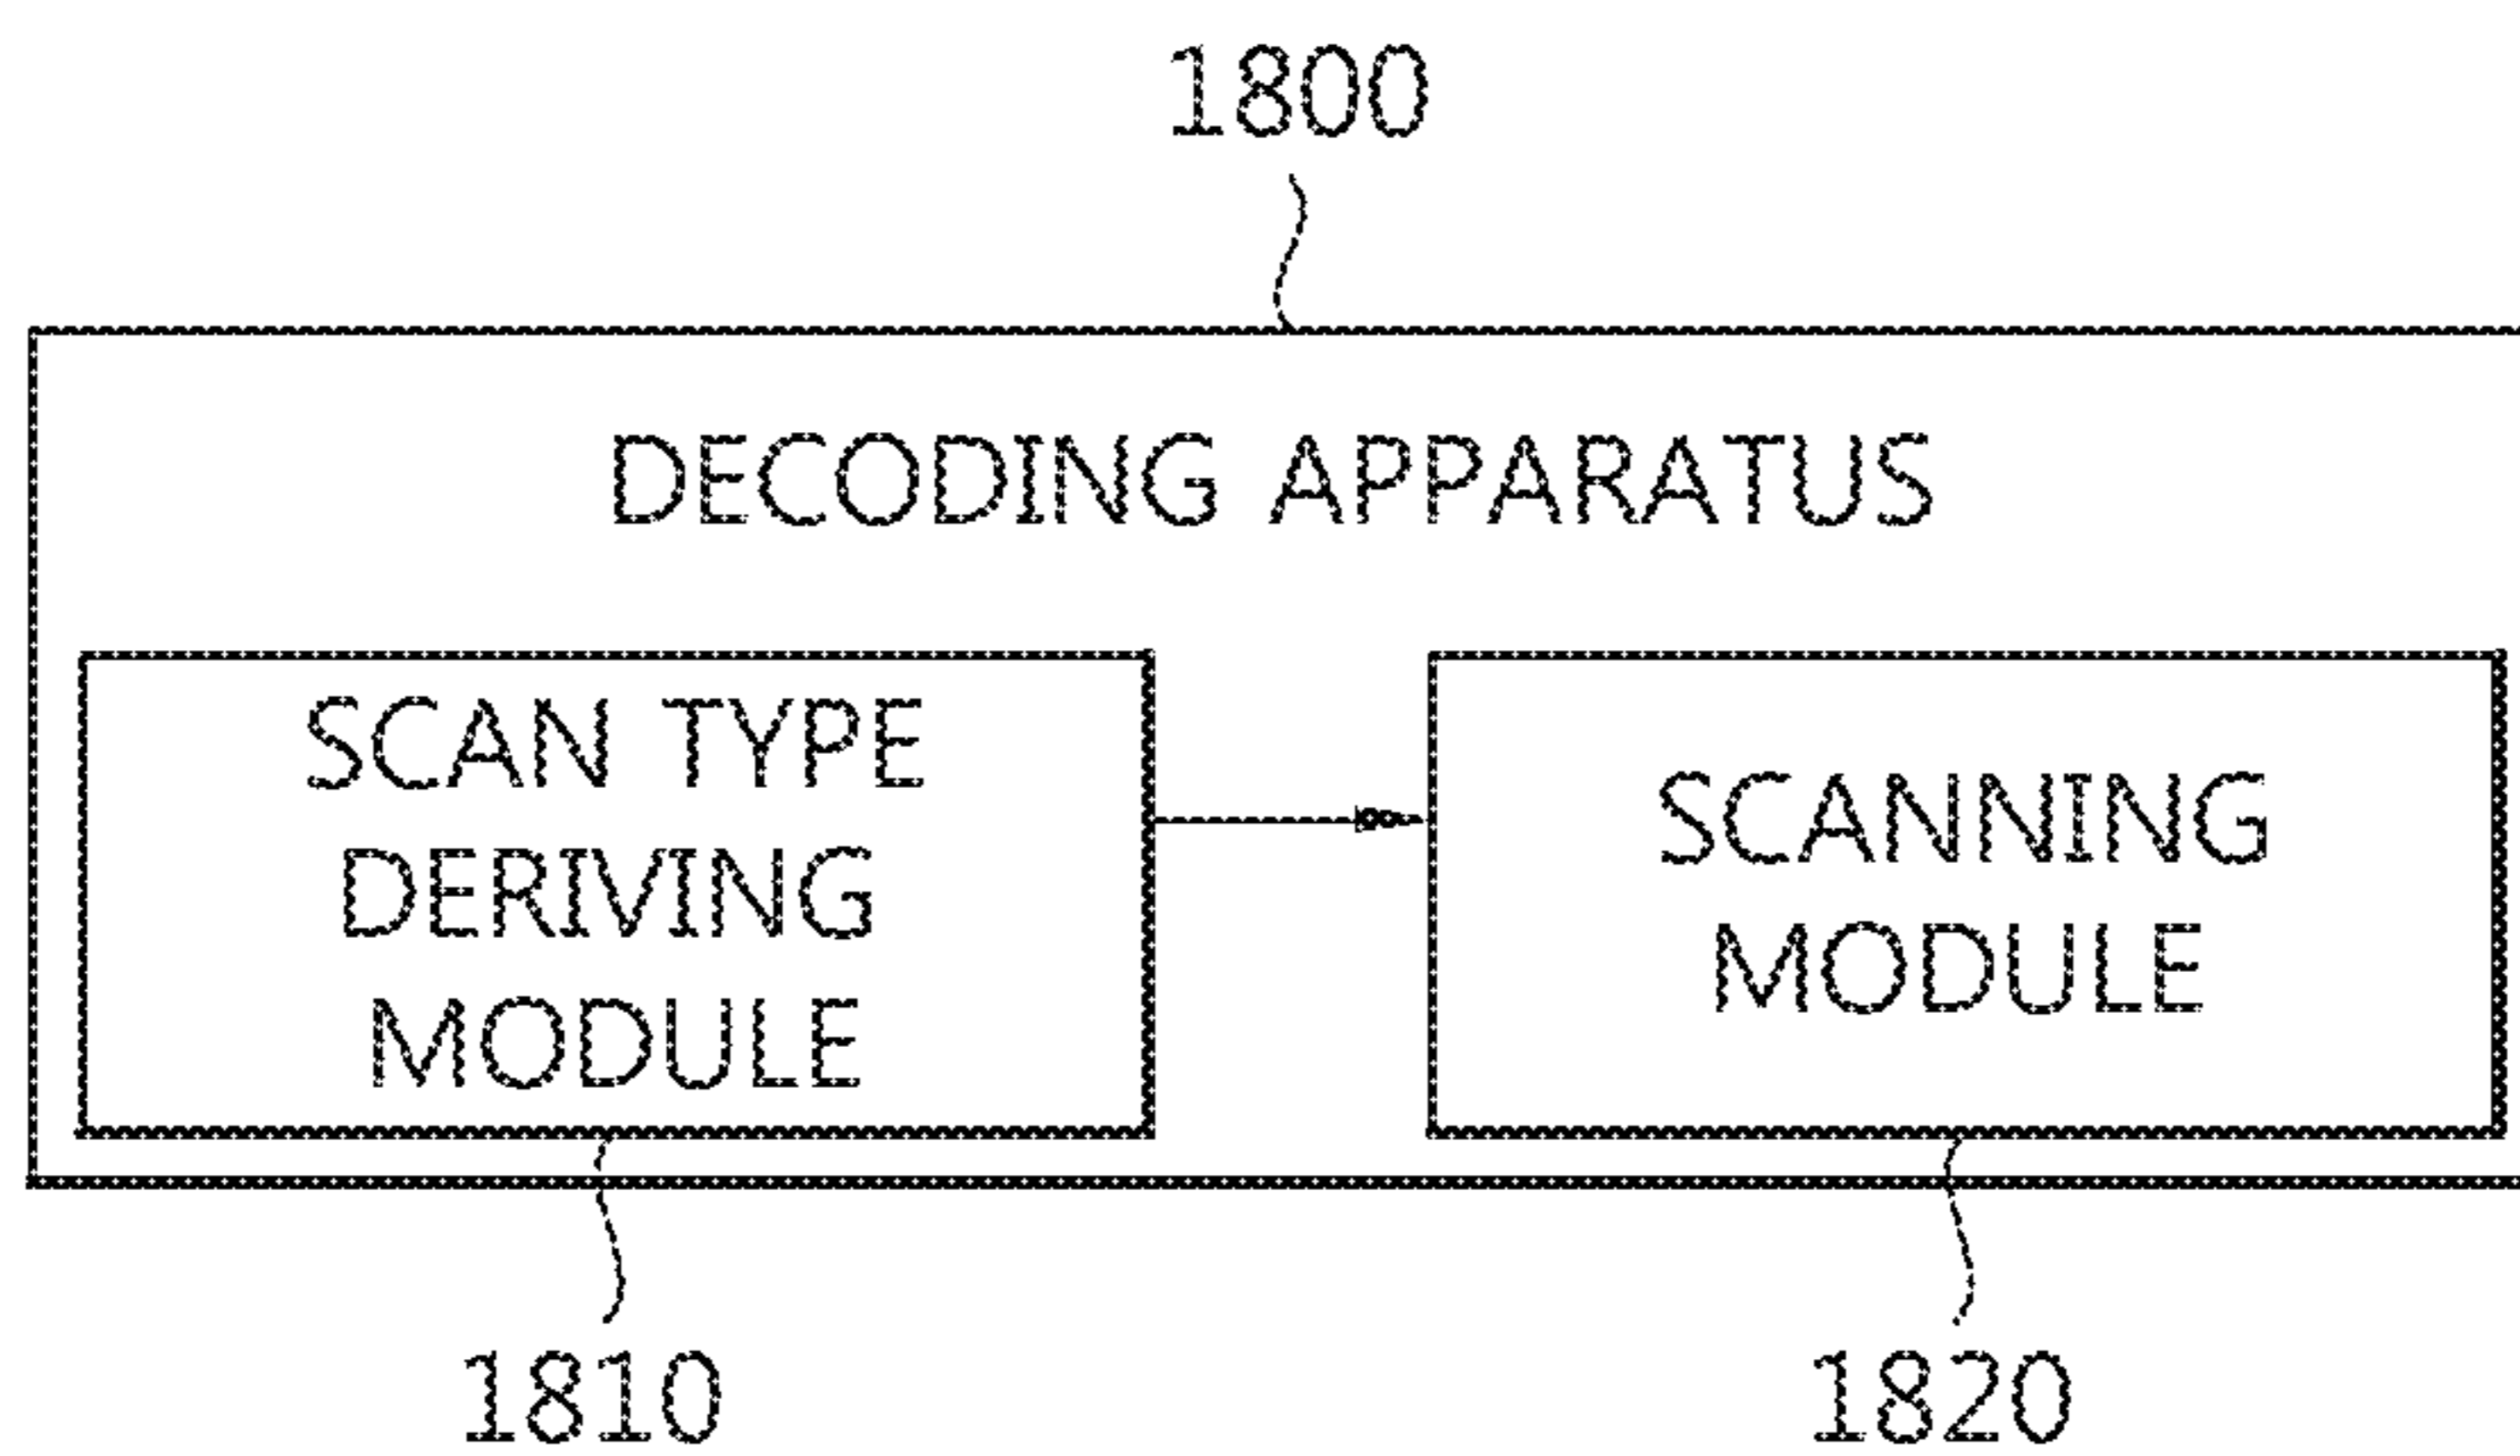 1800
DECODING APPARATUS
SCAN TYPE
DERIVING
MODULE
SCANNING
MODULE
1810
1820